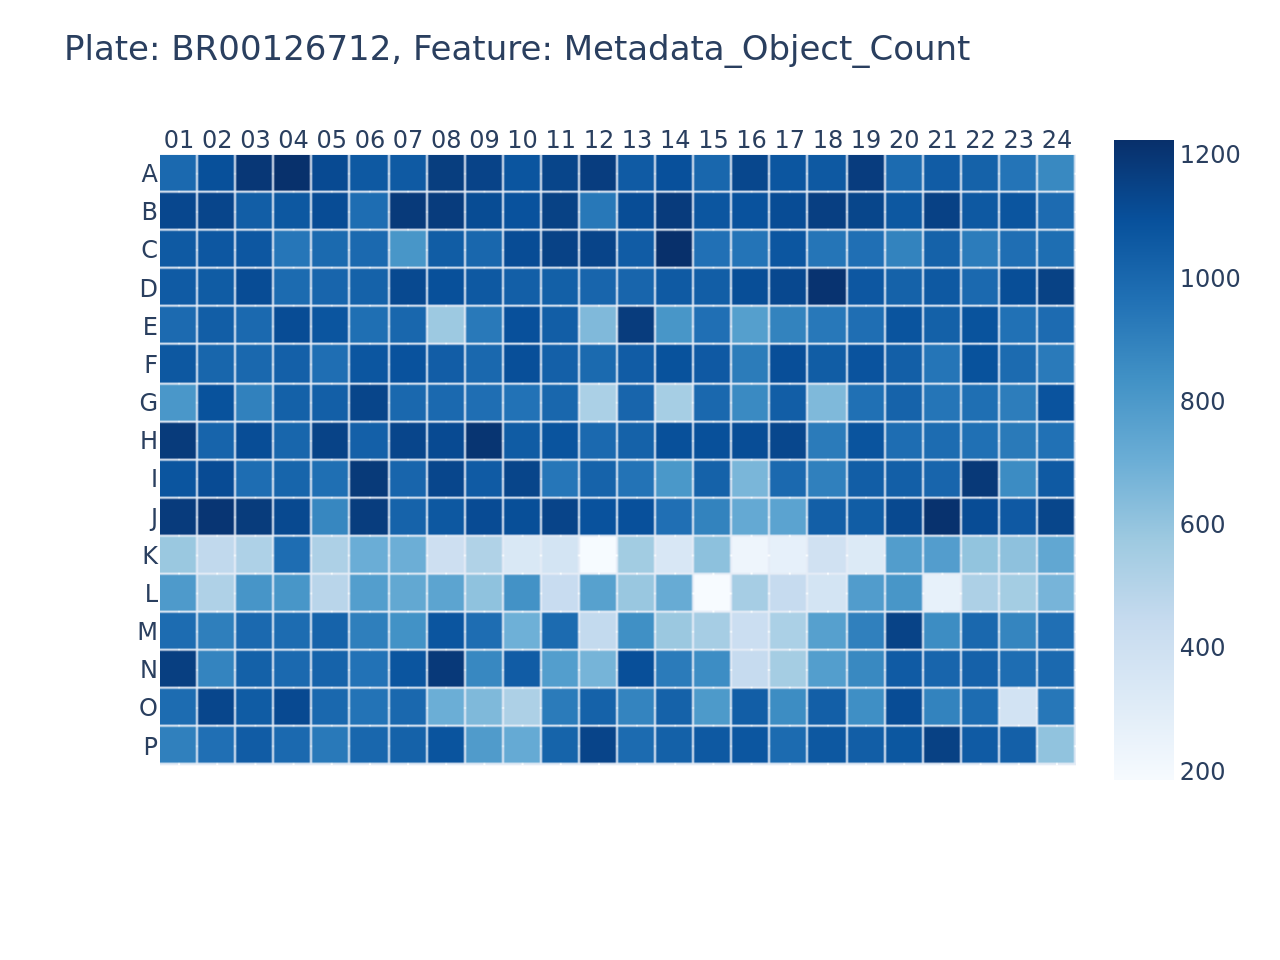 Plate: BR00126712, Feature: Metadata_Object_Count
01 02 03 04 05 06 07 08 09 10 11 12 13 14 15 16 17 18 19 20 21 22 23 24
A
B
C
D
E
F
G
H
I
J
K
L
M
N
O
P
1200
1000
800
600
400
200